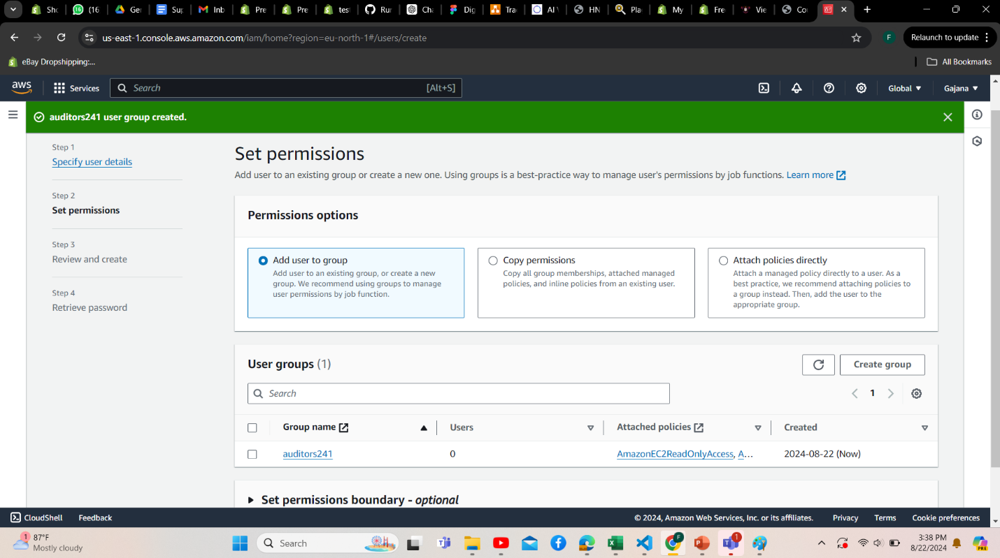 Sho
(16
Ge
Sup
Inb
Pre
Pre
tes
Rur
Cha
Dig
Tra
AI
HN
Pla
My
Fre
Vie
Co
us-east-1.console.aws.amazon.com/iam/home?region=eu-north-1#/users/create
F
Relaunch to update
eBay Dropshipping:...
All Bookmarks
aws
Services
Search
[Alt+S]
Global
Gajana
auditors241 user group created.
Step 1
Specify user details
Step 2
Set permissions
Step 3
Review and create
Step 4
Retrieve password
Set permissions
Add user to an existing group or create a new one. Using groups is a best-practice way to manage user's permissions by job functions. Learn more
Permissions options
Add user to group
Add user to an existing group, or create a new
group. We recommend using groups to manage
user permissions by job function.
Copy permissions
Copy all group memberships, attached managed
policies, and inline policies from an existing user.
Attach policies directly
Attach a managed policy directly to a user. As a
best practice, we recommend attaching policies to
a group instead. Then, add the user to the
appropriate group.
User groups (1)
Create group
Search
1
Group name
Users
Attached policies
Created
auditors241
0
AmazonEC2ReadOnlyAccess, A...
2024-08-22 (Now)
Set permissions boundary - optional
CloudShell
Feedback
© 2024, Amazon Web Services, Inc. or its affiliates.
Privacy
Terms
Cookie preferences
1
87°F
Mostly cloudy
Search
F
1
3:38 PM
8/22/2024
PRE